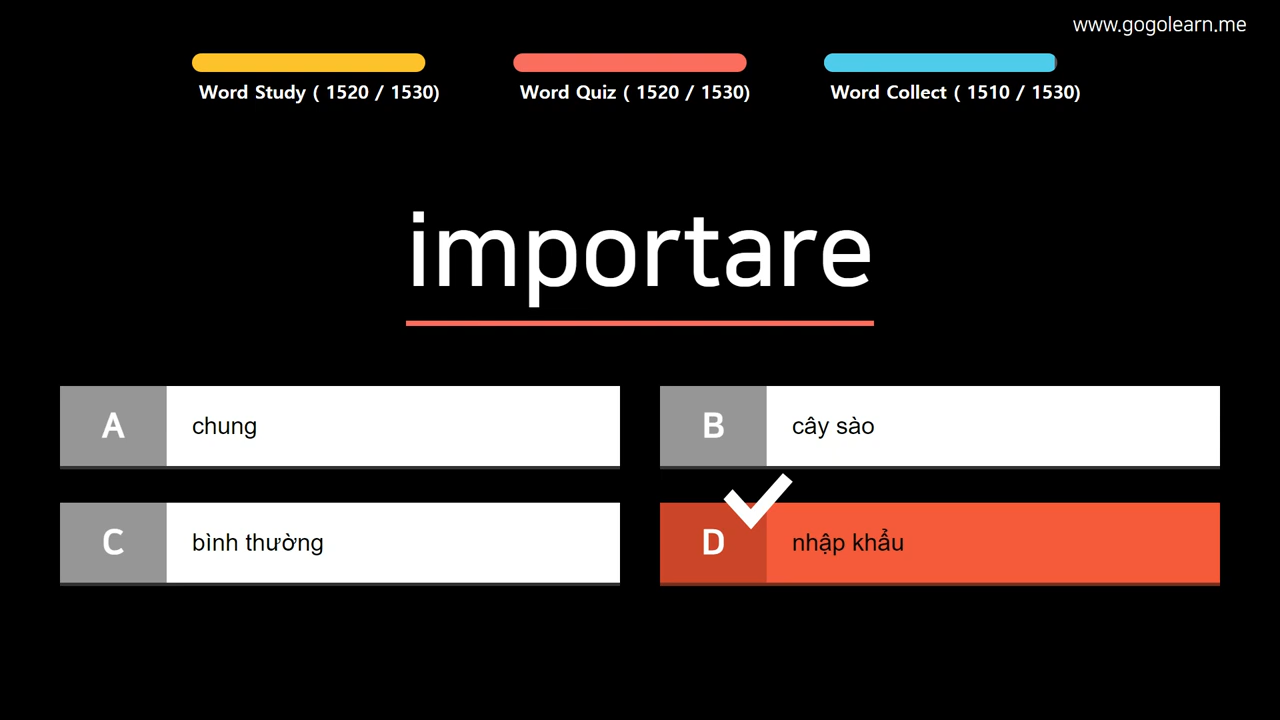 www.gogolearn.me
Word Study ( 1520 / 1530)
Word Quiz ( 1520 / 1530)
Word Collect ( 1510 / 1530)
importare
A chung
B cây sào
C bình thường
D nhập khẩu